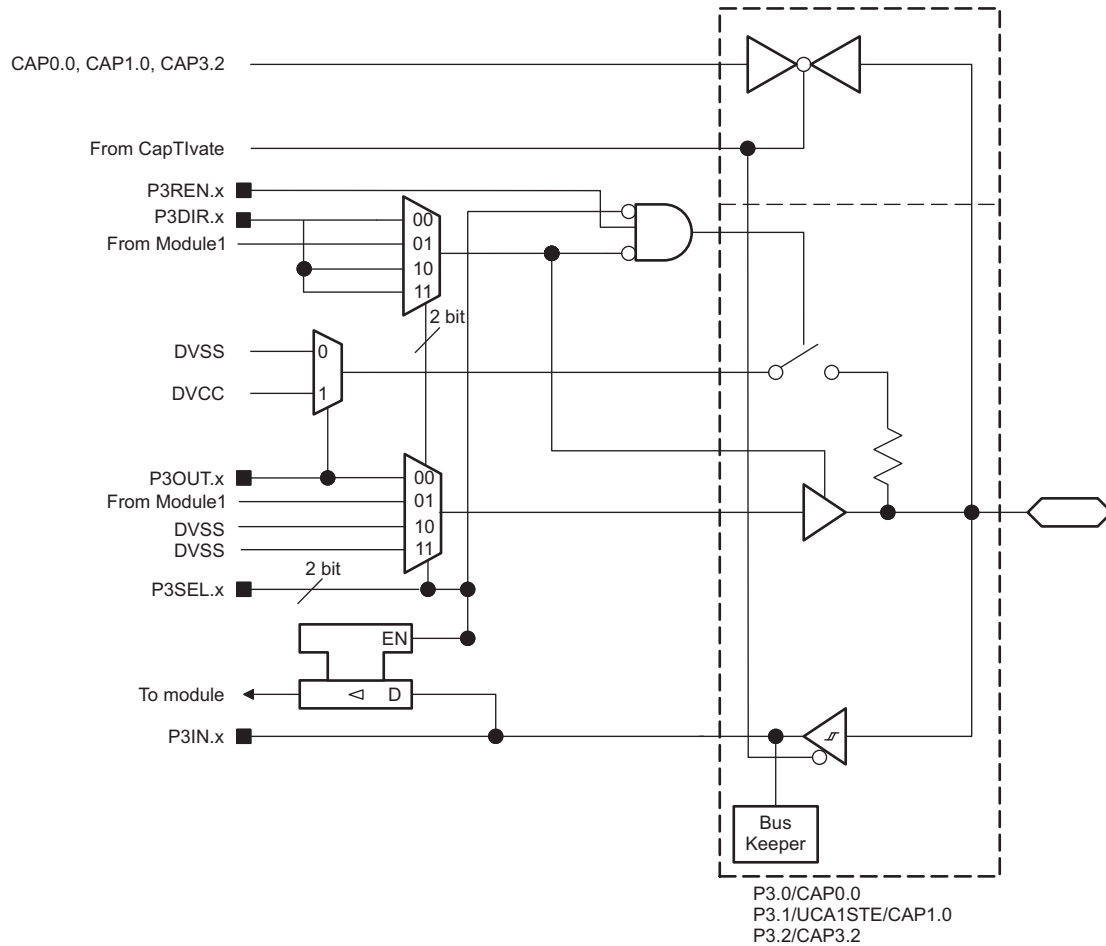 CAP0.0, CAP1.0, CAP3.2
From CapTIvate
P3REN.x
P3DIR.x
From Module1
00
01
10
11
2 bit
DVSS
0
DVCC
1
P3OUT.x
From Module1
DVSS
DVSS
00
01
10
11
P3SEL.x
2 bit
EN
To module
D
P3IN.x
Bus
Keeper
P3.0/CAP0.0
P3.1/UCA1STE/CAP1.0
P3.2/CAP3.2